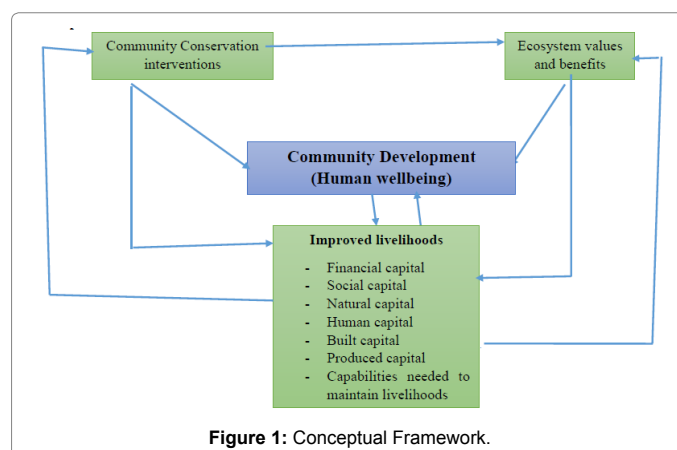 Community Conservation
interventions
Ecosystem values
and benefits
Community Development
(Human wellbeing)
Improved livelihoods
- Financial capital
- Social capital
- Natural capital
- Human capital
- Built capital
- Produced capital
- Capabilities needed to
maintain livelihoods
Figure 1: Conceptual Framework.